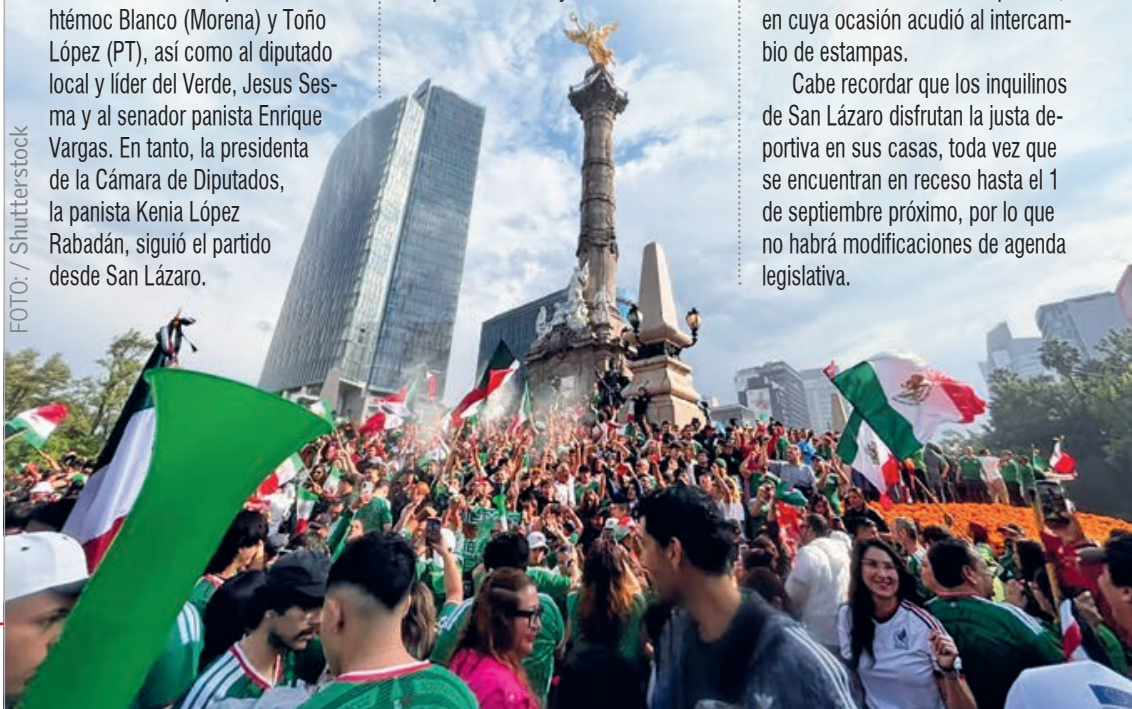 htémoc Blanco (Morena) y Toño
López (PT), así como al diputado
local y líder del Verde, Jesus Ses-
ma y al senador panista Enrique
Vargas. En tanto, la presidenta
de la Cámara de Diputados,
la panista Kenia López
Rabadán, siguió el partido
desde San Lázaro.
en cuya ocasión acudió al intercam-
bio de estampas.
Cabe recordar que los inquilinos
de San Lázaro disfrutan la justa de-
portiva en sus casas, toda vez que
se encuentran en receso hasta el 1
de septiembre próximo, por lo que
no habrá modificaciones de agenda
legislativa.
FOTO: / Shutterstock